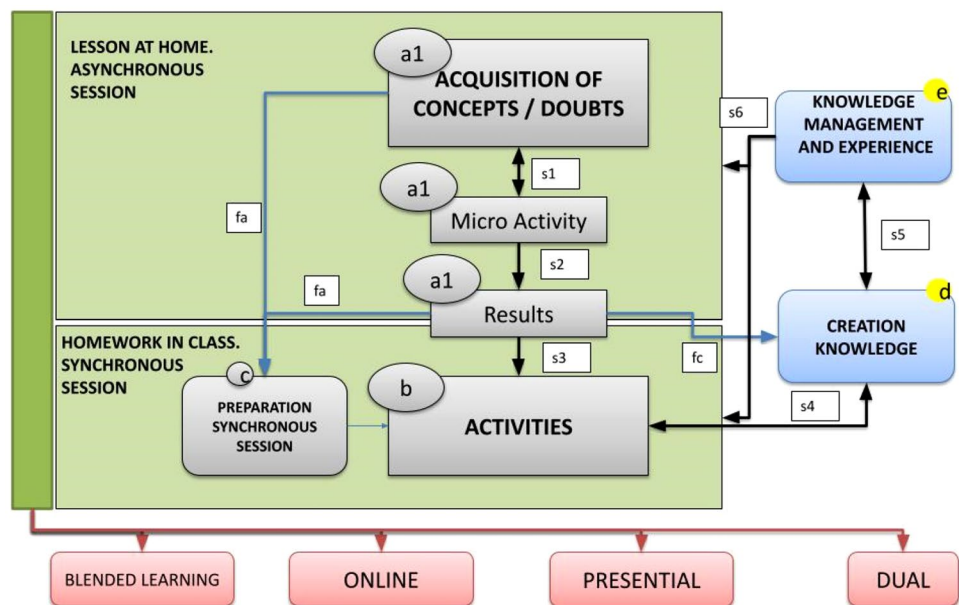 LESSON AT HOME.
ASYNCHRONOUS
SESSION
a1
ACQUISITION OF
CONCEPTS / DOUBTS
s1
a1
Micro Activity
fa
s2
fa
a1
Results
s3
fc
HOMEWORK IN CLASS.
SYNCHRONOUS
SESSION
c
PREPARATION
SYNCHRONOUS
SESSION
b
ACTIVITIES
s6
e
KNOWLEDGE
MANAGEMENT
AND EXPERIENCE
s5
d
CREATION
KNOWLEDGE
s4
BLENDED LEARNING
ONLINE
PRESENTIAL
DUAL